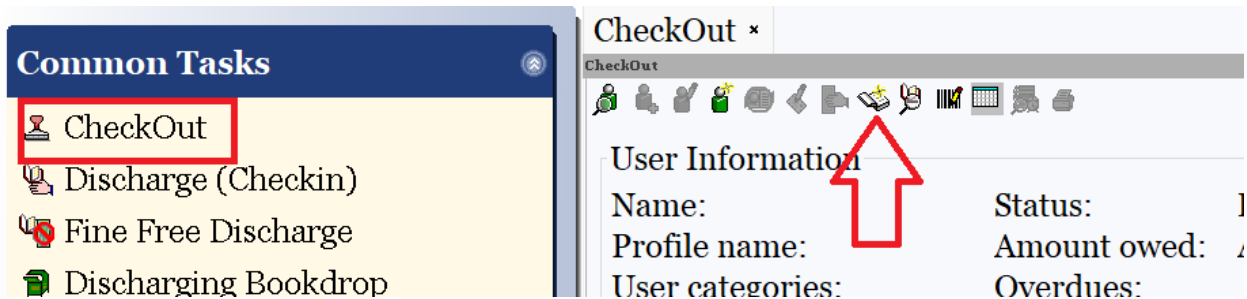 Common Tasks
CheckOut
Discharge (Checkin)
Fine Free Discharge
Discharging Bookdrop
CheckOut ×
CheckOut
User Information
Name:
Status:
Profile name:
Amount owed:
User categories:
Overdues: